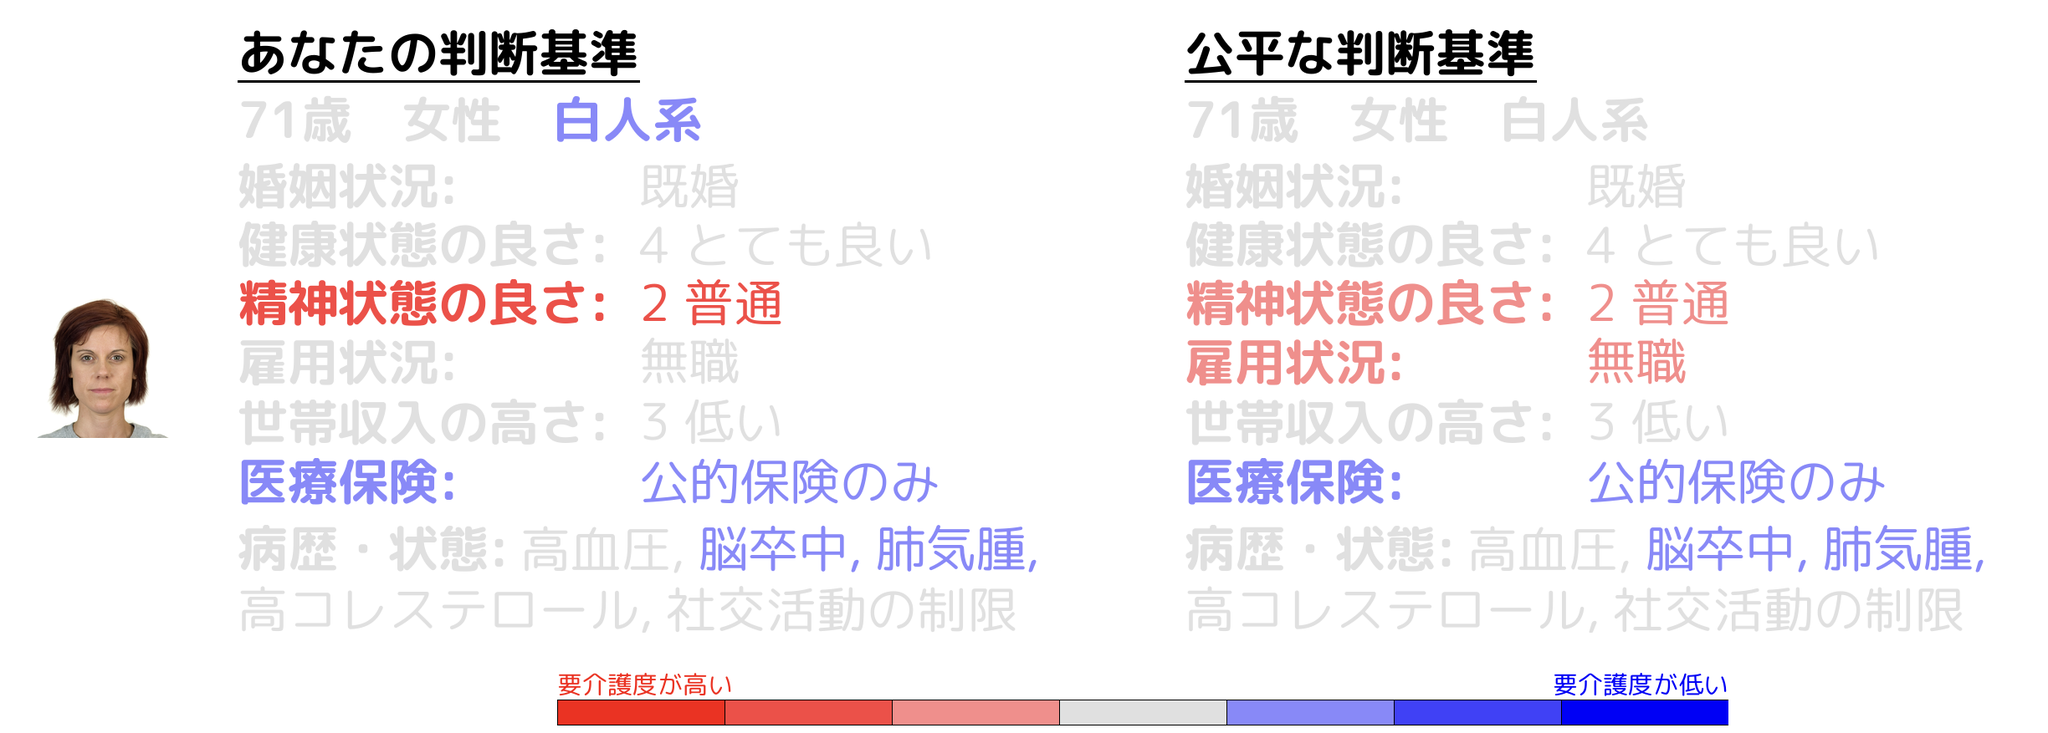 あなたの判断基準
71歳 女性 白人系
婚姻状況: 既婚
健康状態の良さ: 4 とても良い
精神状態の良さ: 2 普通
雇用状況: 無職
世帯収入の高さ: 3 低い
医療保険: 公的保険のみ
病歴・状態: 高血圧, 脳卒中, 肺気腫,
高コレステロール, 社交活動の制限
公平な判断基準
71歳 女性 白人系
婚姻状況: 既婚
健康状態の良さ: 4 とても良い
精神状態の良さ: 2 普通
雇用状況: 無職
世帯収入の高さ: 3 低い
医療保険: 公的保険のみ
病歴・状態: 高血圧, 脳卒中, 肺気腫,
高コレステロール, 社交活動の制限
要介護度が高い
要介護度が低い